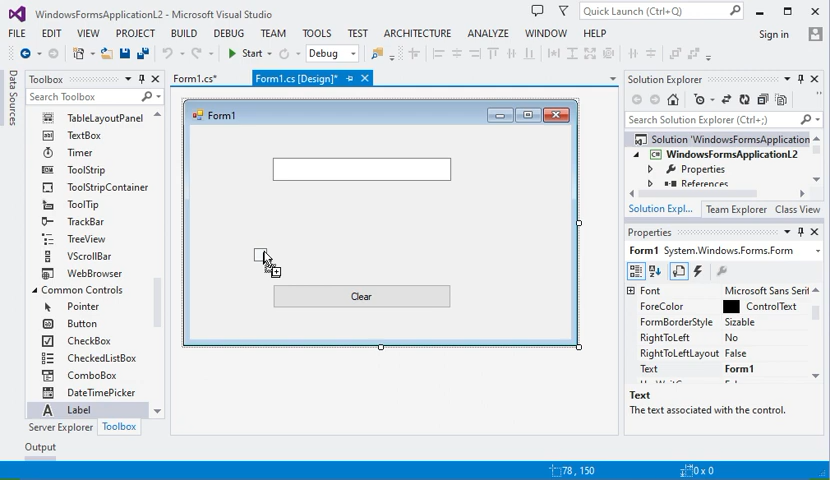 WindowsFormsApplicationL2 - Microsoft Visual Studio
Quick Launch (Ctrl+Q)
FILE EDIT VIEW PROJECT BUILD DEBUG TEAM TOOLS TEST ARCHITECTURE ANALYZE WINDOW HELP Sign in
Start Debug
Data Sources
Toolbox
Search Toolbox
TableLayoutPanel
TextBox
Timer
ToolStrip
ToolStripContainer
ToolTip
TrackBar
TreeView
VScrollBar
WebBrowser
Common Controls
Pointer
Button
CheckBox
CheckedListBox
ComboBox
DateTimePicker
A Label
Server Explorer Toolbox
Output
Form1.cs* Form1.cs [Design]*
Form1
Clear
Solution Explorer
Search Solution Explorer (Ctrl+;)
Solution 'WindowsFormsApplication
C# WindowsFormsApplicationL2
Properties
References
Solution Expl... Team Explorer Class View
Properties
Form1 System.Windows.Forms.Form
Font Microsoft Sans Serif
ForeColor ControlText
FormBorderStyle Sizable
RightToLeft No
RightToLeftLayout False
Text Form1
Text
The text associated with the control.
78 , 150 0 x 0